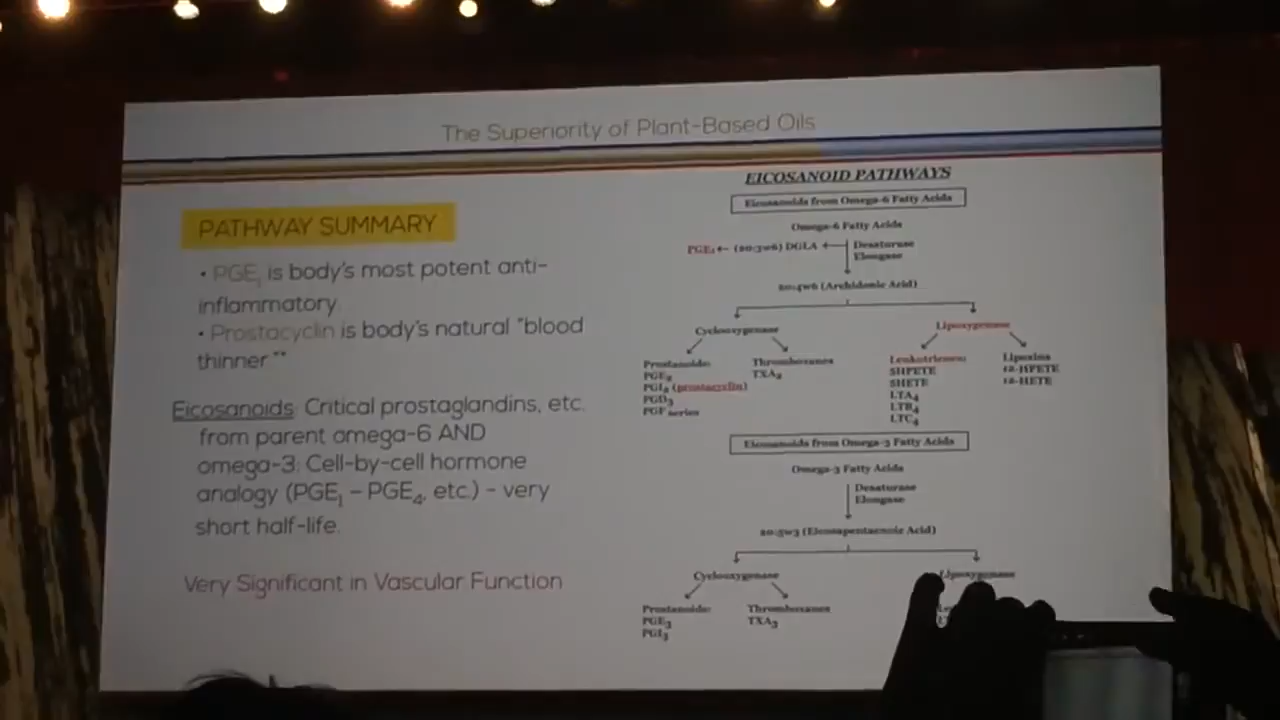 The Superiority of Plant-Based Oils
PATHWAY SUMMARY
• PGE₁ is body's most potent anti-
inflammatory.
• Prostacyclin is body's natural "blood
thinner""
Eicosanoids: Critical prostaglandins, etc.
from parent omega-6 AND
omega-3: Cell-by-cell hormone
analogy (PGE₁ – PGE₄, etc.) – very
short half-life.
Very Significant in Vascular Function
EICOSANOID PATHWAYS
Eicosanoids from Omega-6 Fatty Acids
Omega-6 Fatty Acids
PGE₁ ← (20:3w6) DGLA ← Desaturase
Elongase
20:4w6 (Archidonic Acid)
Cyclooxygenase
Lipoxygenase
Prostanoids:
PGE₂
PGI₂ (prostacyclin)
PGD₂
PGF series
Thromboxanes
TXA₂
Leukotrienes:
5HPETE
5HETE
LTA₄
LTB₄
LTC₄
Lipoxins
12-HPETE
12-HETE
Eicosanoids from Omega-3 Fatty Acids
Omega-3 Fatty Acids
Desaturase
Elongase
20:5w3 (Eicosapentaenoic Acid)
Cyclooxygenase
Lipoxygenase
Prostanoids:
PGE₃
PGI₃
Thromboxanes
TXA₃